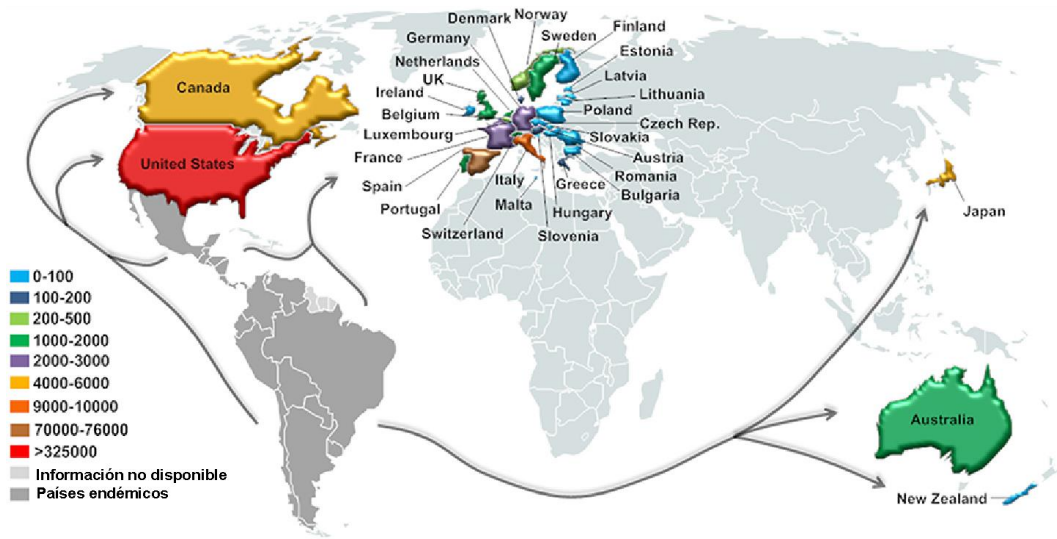 Denmark
Norway
Germany
Sweden
Finland
Netherlands
Estonia
UK
Latvia
Ireland
Lithuania
Belgium
Poland
Luxembourg
Czech Rep.
Slovakia
France
Austria
Spain
Italy
Greece
Romania
Portugal
Malta
Bulgaria
Hungary
Switzerland
Slovenia
Canada
United States
Japan
Australia
New Zealand
0-100
100-200
200-500
1000-2000
2000-3000
4000-6000
9000-10000
70000-76000
>325000
Información no disponible
Países endémicos